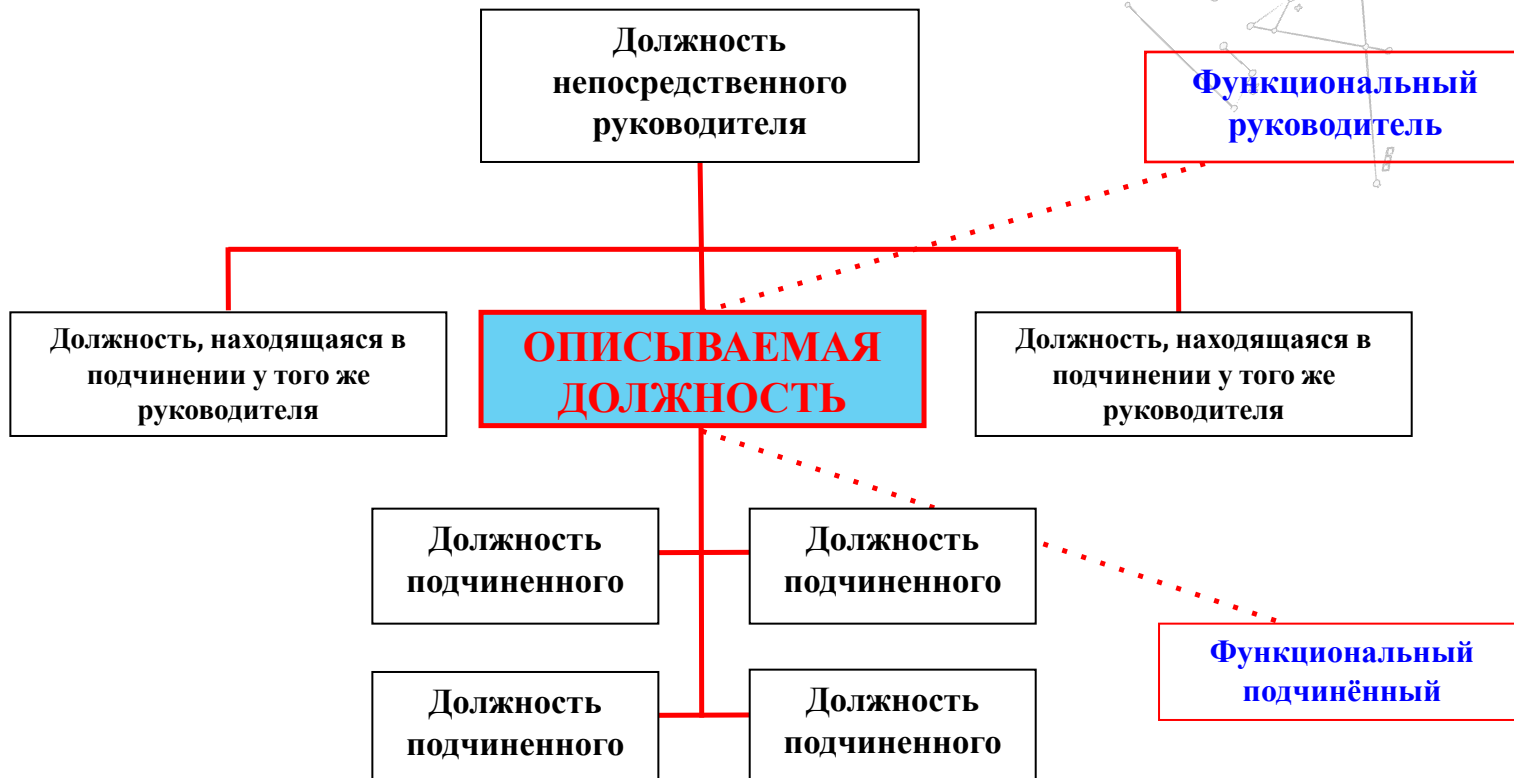 Должность
непосредственного
руководителя
Функциональный
руководитель
Должность, находящаяся в
подчинении у того же
руководителя
ОПИСЫВАЕМАЯ
ДОЛЖНОСТЬ
Должность, находящаяся в
подчинении у того же
руководителя
Должность
подчиненного
Должность
подчиненного
Функциональный
подчинённый
Должность
подчиненного
Должность
подчиненного